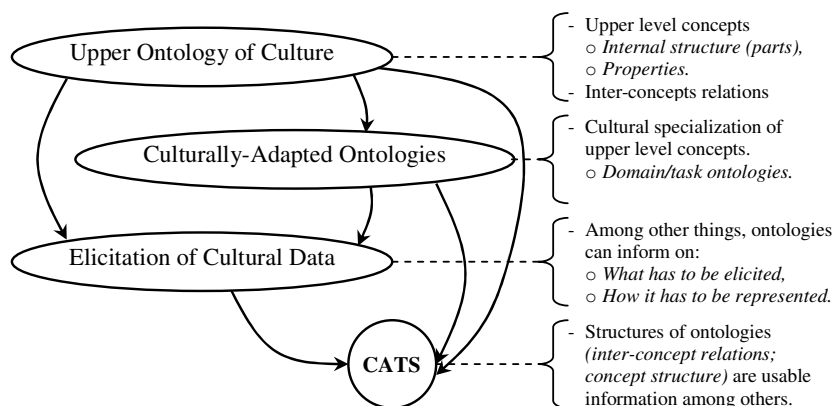 Upper Ontology of Culture
- Upper level concepts
o Internal structure (parts),
o Properties.
- Inter-concepts relations
Culturally-Adapted Ontologies
- Cultural specialization of
upper level concepts.
o Domain/task ontologies.
Elicitation of Cultural Data
- Among other things, ontologies
can inform on:
o What has to be elicited,
o How it has to be represented.
CATS
- Structures of ontologies
(inter-concept relations;
concept structure) are usable
information among others.